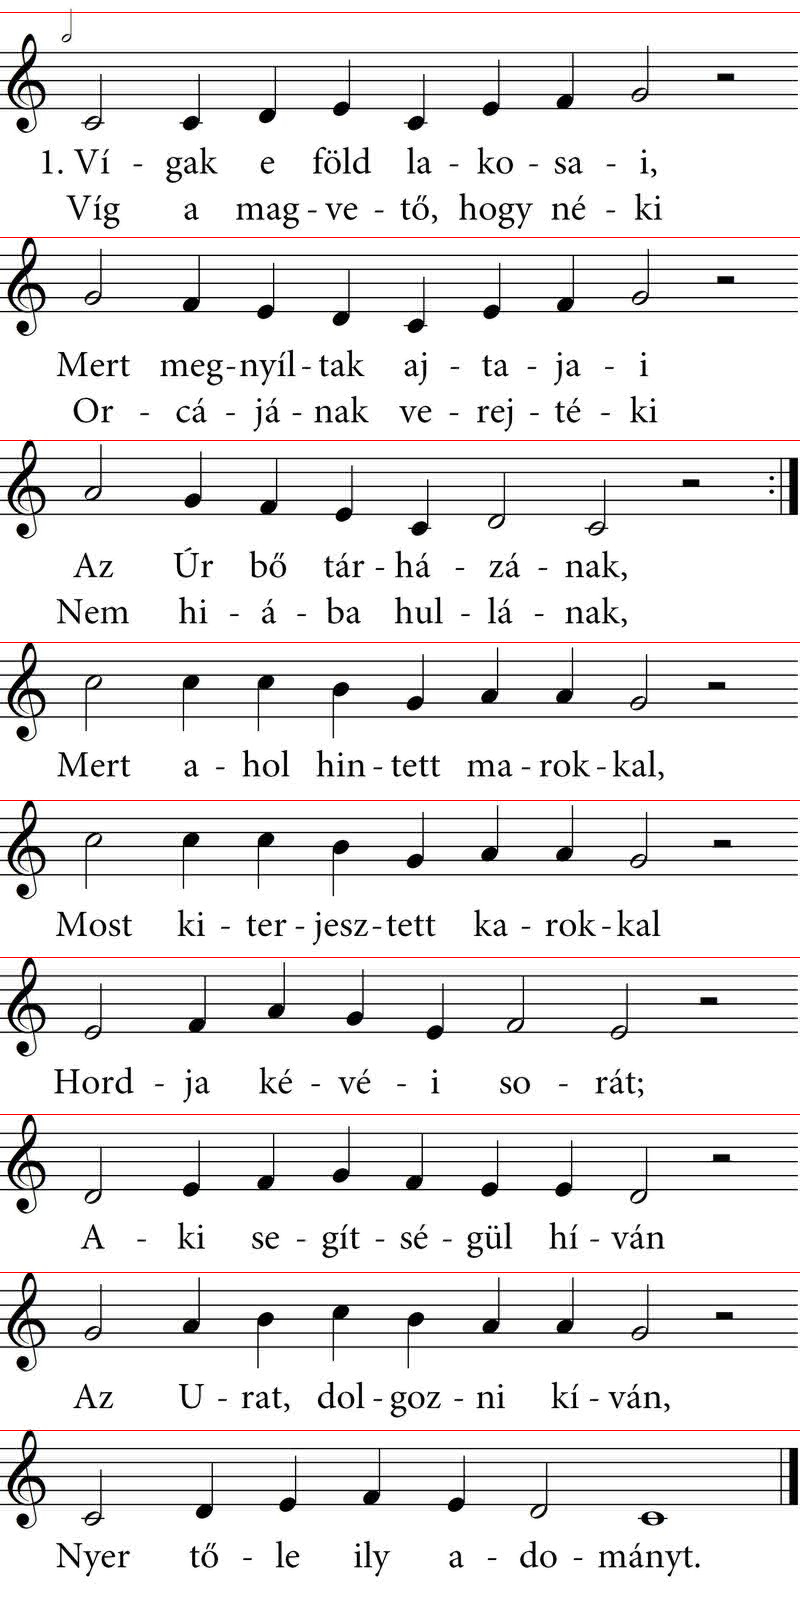 1. Ví - gak e föld la - ko - sa - i,
Víg a mag - ve - tő, hogy né - ki
Mert meg - nyíl - tak aj - ta - ja - i
Or - cá - já - nak ve - rej - té - ki
Az Úr bő tár - há - zá - nak,
Nem hi - á - ba hul - lá - nak,
Mert a - hol hin - tett ma - rok - kal,
Most ki - ter - jesz - tett ka - rok - kal
Hord - ja ké - vé - i so - rát;
A - ki se - gít - sé - gül hí - ván
Az U - rat, dol - goz - ni kí - ván,
Nyer tő - le ily a - do - mányt.